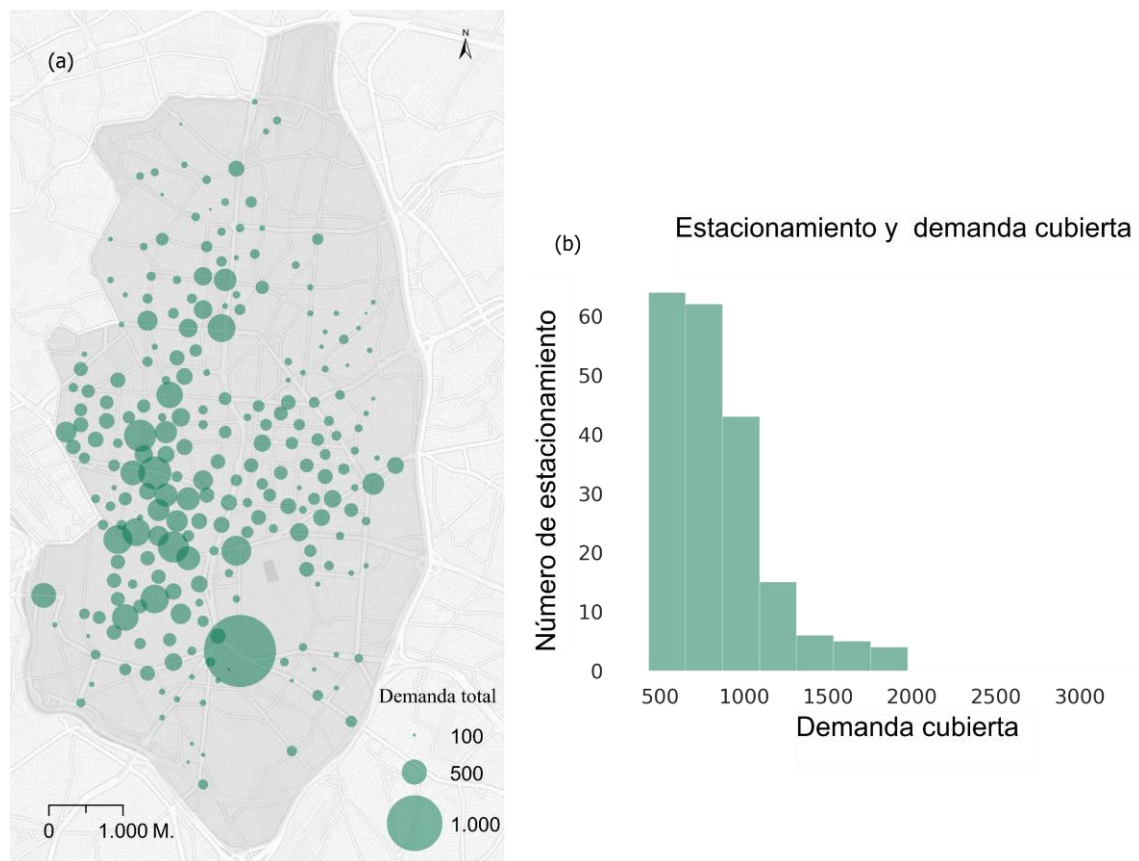 (a)
N
Demanda total
100
500
1.000
0 1.000 M.
(b)
Estacionamiento y demanda cubierta
Número de estacionamiento
60
50
40
30
20
10
0
500 1000 1500 2000 2500 3000
Demanda cubierta